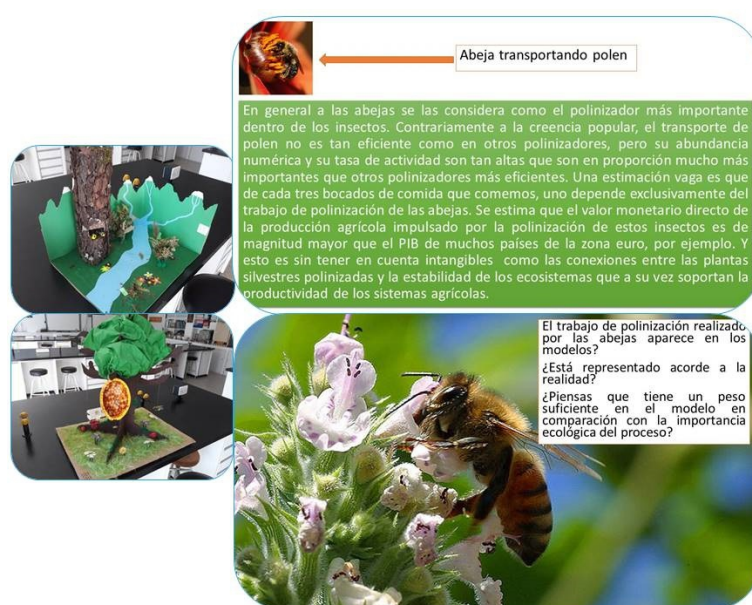 Abeja transportando polen
En general a las abejas se las considera como el polinizador más importante
dentro de los insectos. Contrariamente a la creencia popular, el transporte de
polen no es tan eficiente como en otros polinizadores, pero su abundancia
numérica y su tasa de actividad son tan altas que son en proporción mucho más
importantes que otros polinizadores más eficientes. Una estimación vaga es que
de cada tres bocados de comida que comemos, uno depende exclusivamente del
trabajo de polinización de las abejas. Se estima que el valor monetario directo de
la producción agrícola impulsado por la polinización de estos insectos es de
magnitud mayor que el PIB de muchos países de la zona euro, por ejemplo. Y
esto es sin tener en cuenta intangibles como las conexiones entre las plantas
silvestres polinizadas y la estabilidad de los ecosistemas que a su vez soportan la
productividad de los sistemas agrícolas.
El trabajo de polinización realizado
por las abejas aparece en los
modelos?
¿Está representado acorde a la
realidad?
¿Piensas que tiene un peso
suficiente en el modelo en
comparación con la importancia
ecológica del proceso?